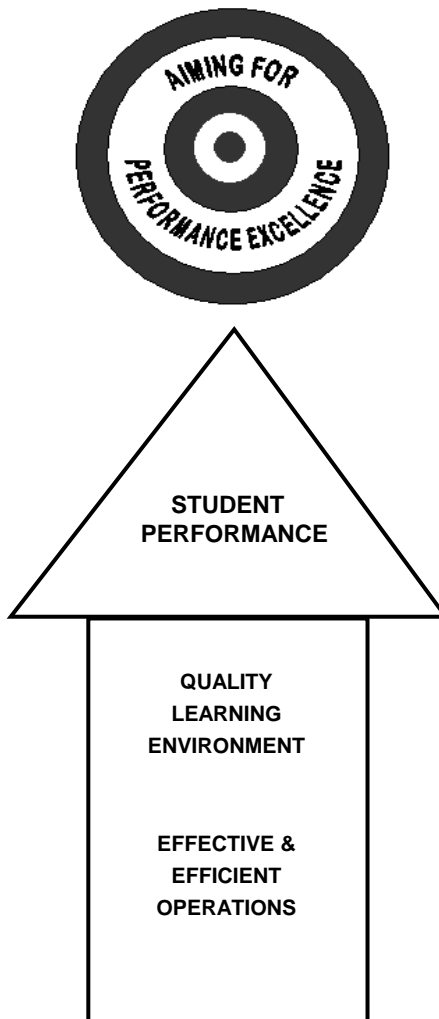 AIMING FOR
PERFORMANCE EXCELLENCE
STUDENT
PERFORMANCE
QUALITY
LEARNING
ENVIRONMENT
EFFECTIVE &
EFFICIENT
OPERATIONS